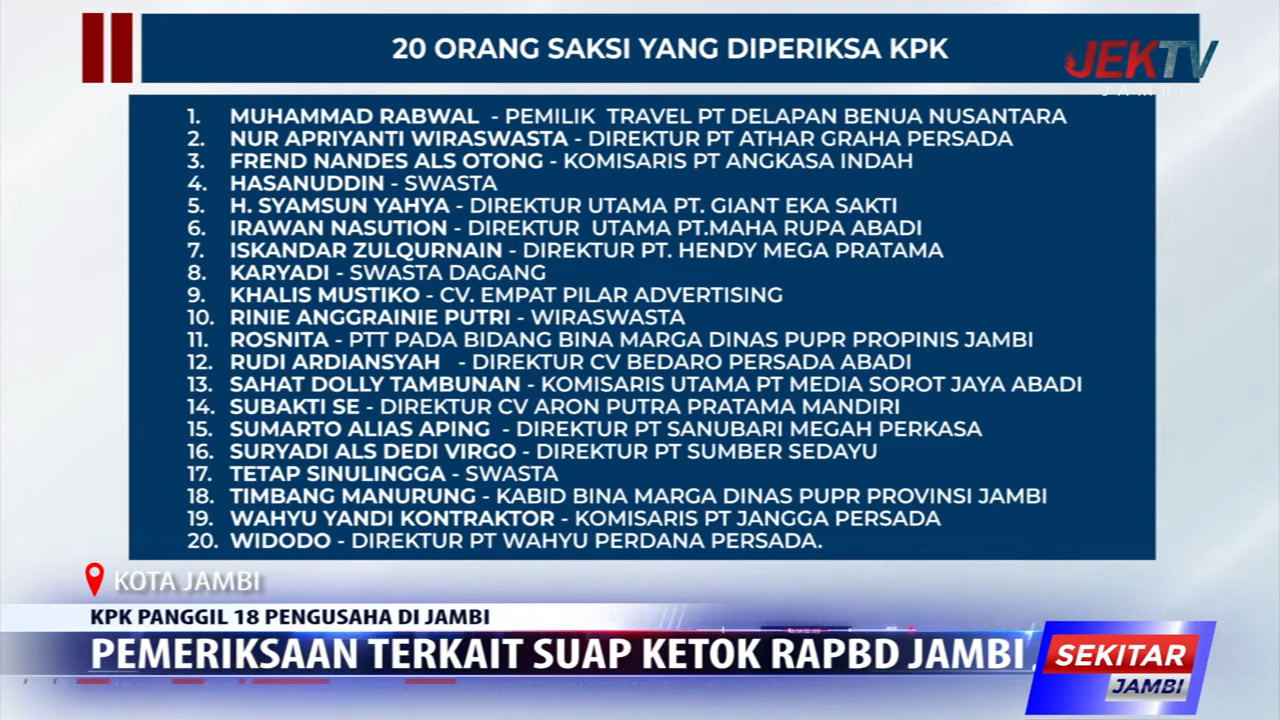 20 ORANG SAKSI YANG DIPERIKSA KPK
JEKTV
JAMBI
1. MUHAMMAD RABWAL - PEMILIK TRAVEL PT DELAPAN BENUA NUSANTARA
2. NUR APRIYANTI WIRASWASTA - DIREKTUR PT ATHAR GRAHA PERSADA
3. FREND NANDES ALS OTONG - KOMISARIS PT ANGKASA INDAH
4. HASANUDDIN - SWASTA
5. H. SYAMSUN YAHYA - DIREKTUR UTAMA PT. GIANT EKA SAKTI
6. IRAWAN NASUTION - DIREKTUR UTAMA PT.MAHA RUPA ABADI
7. ISKANDAR ZULQURNAIN - DIREKTUR PT. HENDY MEGA PRATAMA
8. KARYADI - SWASTA DAGANG
9. KHALIS MUSTIKO - CV. EMPAT PILAR ADVERTISING
10. RINIE ANGGRAINIE PUTRI - WIRASWASTA
11. ROSNITA - PTT PADA BIDANG BINA MARGA DINAS PUPR PROPINIS JAMBI
12. RUDI ARDIANSYAH - DIREKTUR CV BEDARO PERSADA ABADI
13. SAHAT DOLLY TAMBUNAN - KOMISARIS UTAMA PT MEDIA SOROT JAYA ABADI
14. SUBAKTI SE - DIREKTUR CV ARON PUTRA PRATAMA MANDIRI
15. SUMARTO ALIAS APING - DIREKTUR PT SANUBARI MEGAH PERKASA
16. SURYADI ALS DEDI VIRGO - DIREKTUR PT SUMBER SEDAYU
17. TETAP SINULINGGA - SWASTA
18. TIMBANG MANURUNG - KABID BINA MARGA DINAS PUPR PROVINSI JAMBI
19. WAHYU YANDI KONTRAKTOR - KOMISARIS PT JANGGA PERSADA
20. WIDODO - DIREKTUR PT WAHYU PERDANA PERSADA.
KOTA JAMBI
KPK PANGGIL 18 PENGUSAHA DI JAMBI
PEMERIKSAAN TERKAIT SUAP KETOK RAPBD JAMBI
SEKITAR
JAMBI